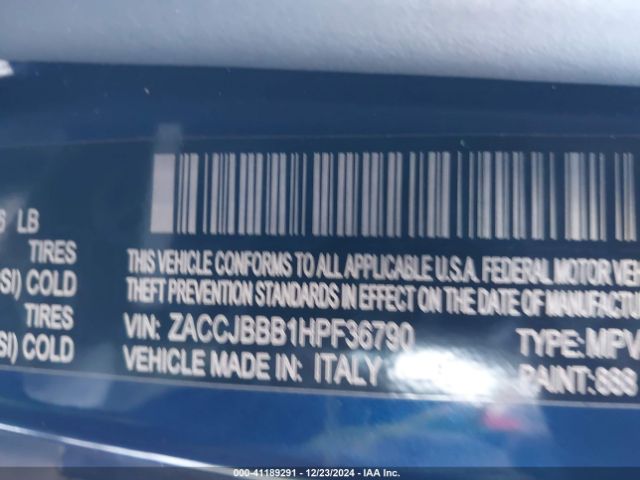 LB
TIRES
SI) COLD
TIRES
SI) COLD
THIS VEHICLE CONFORMS TO ALL APPLICABLE U.S.A. FEDERAL MOTOR VE
THEFT PREVENTION STANDARDS IN EFFECT ON THE DATE OF MANUFACTUR
VIN: ZACCJBBB1HPF36790 TYPE: MPV
VEHICLE MADE IN: ITALY PAINT: 888
000-41189291 - 12/23/2024 - IAA Inc.